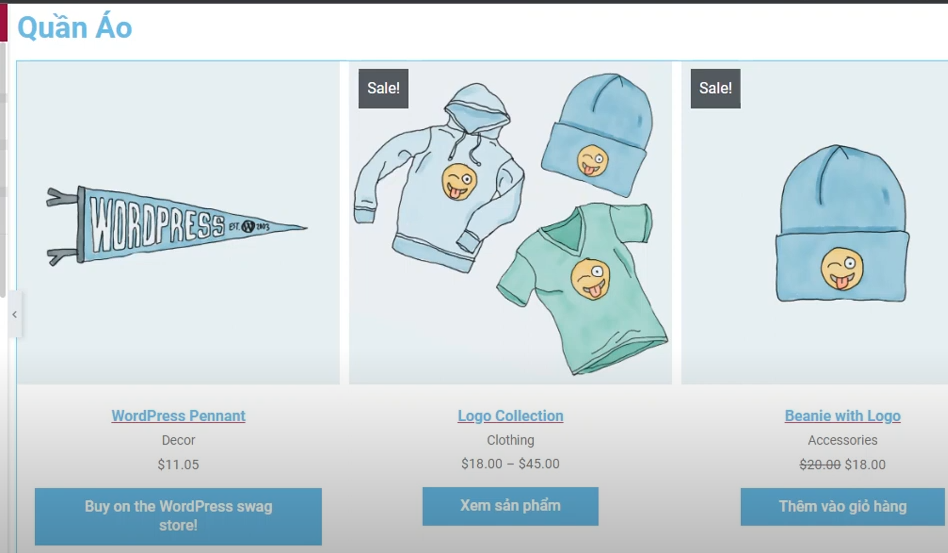 Quần Áo
WORDPRESS EST. W 2003
Sale!
Sale!
WordPress Pennant
Decor
$11.05
Buy on the WordPress swag
store!
Logo Collection
Clothing
$18.00 – $45.00
Xem sản phẩm
Beanie with Logo
Accessories
$20.00 $18.00
Thêm vào giỏ hàng